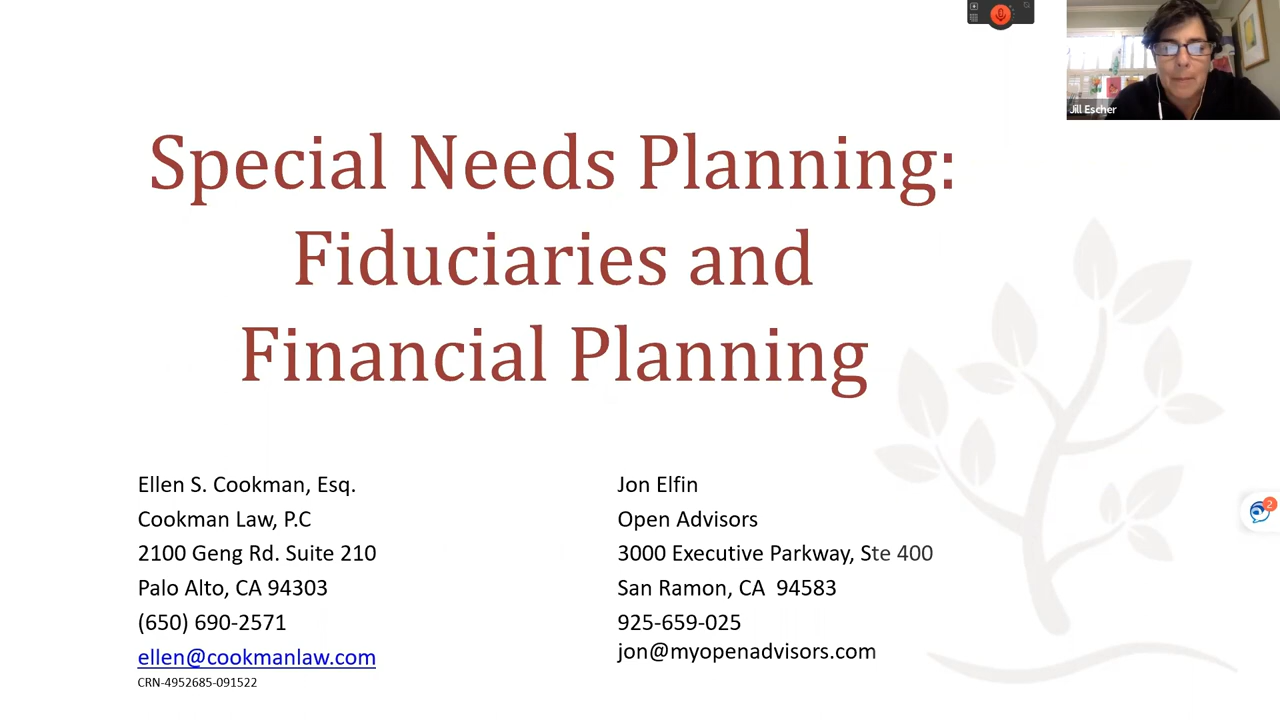 Jill Escher
Special Needs Planning:
Fiduciaries and
Financial Planning
Ellen S. Cookman, Esq.
Cookman Law, P.C
2100 Geng Rd. Suite 210
Palo Alto, CA 94303
(650) 690-2571
ellen@cookmanlaw.com
CRN-4952685-091522
Jon Elfin
Open Advisors
3000 Executive Parkway, Ste 400
San Ramon, CA  94583
925-659-025
jon@myopenadvisors.com
2